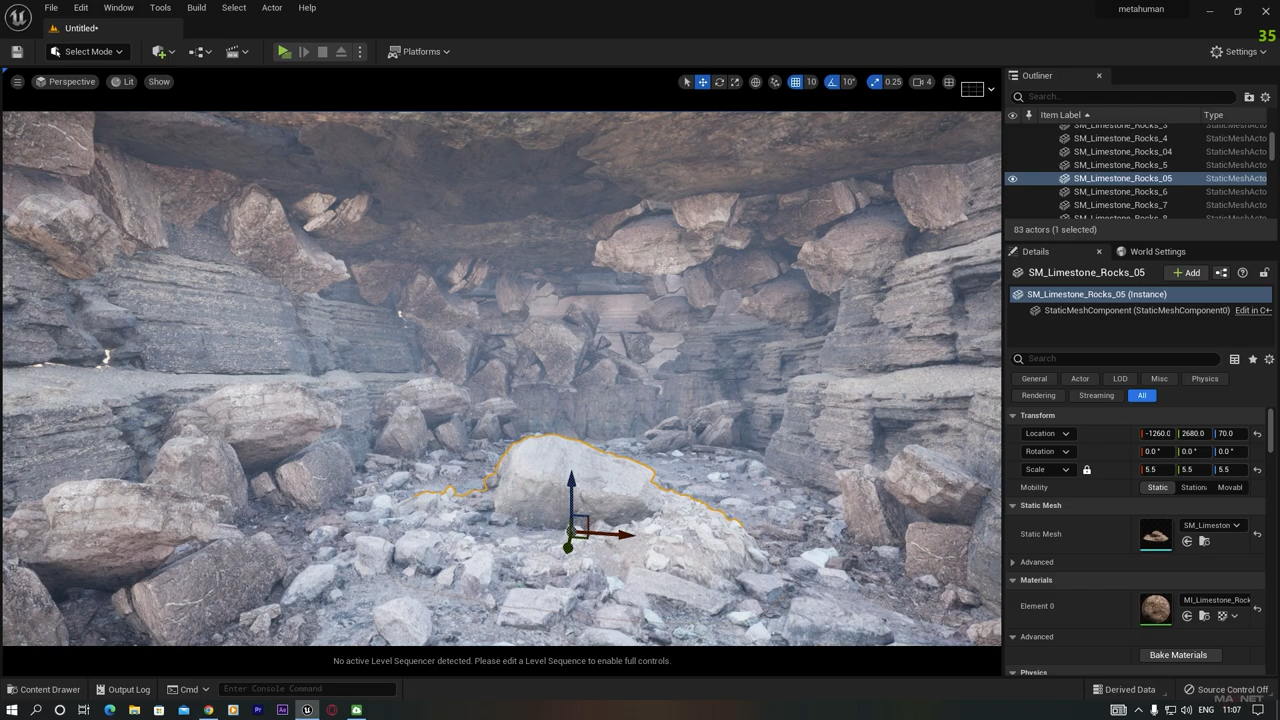 File Edit View Window Tools Build Select Actor Help
metahuman
Untitled*
35
Select Mode
Platforms
Settings
Perspective Lit Show
10 10° 0.25 4
Outliner
Search...
Item Label Type
SM_Limestone_Rocks_3 StaticMeshActo
SM_Limestone_Rocks_4 StaticMeshActo
SM_Limestone_Rocks_04 StaticMeshActo
SM_Limestone_Rocks_5 StaticMeshActo
SM_Limestone_Rocks_05 StaticMeshActo
SM_Limestone_Rocks_6 StaticMeshActo
SM_Limestone_Rocks_7 StaticMeshActo
SM_Limestone_Rocks_8 StaticMeshActo
83 actors (1 selected)
Details World Settings
SM_Limestone_Rocks_05 Add
SM_Limestone_Rocks_05 (Instance)
StaticMeshComponent (StaticMeshComponent0) Edit in C+
Search
General Actor LOD Misc Physics
Rendering Streaming All
Transform
Location -1260.0 2680.0 70.0
Rotation 0.0 ° 0.0 ° 0.0 °
Scale 5.5 5.5 5.5
Mobility Static Station Movabl
Static Mesh
Static Mesh SM_Limeston
Advanced
Materials
Element 0 MI_Limestone_Rock
Advanced
Bake Materials
Physics
No active Level Sequencer detected. Please edit a Level Sequence to enable full controls.
Content Drawer Output Log Cmd Enter Console Command
Derived Data Source Control Off
ENG 11:07